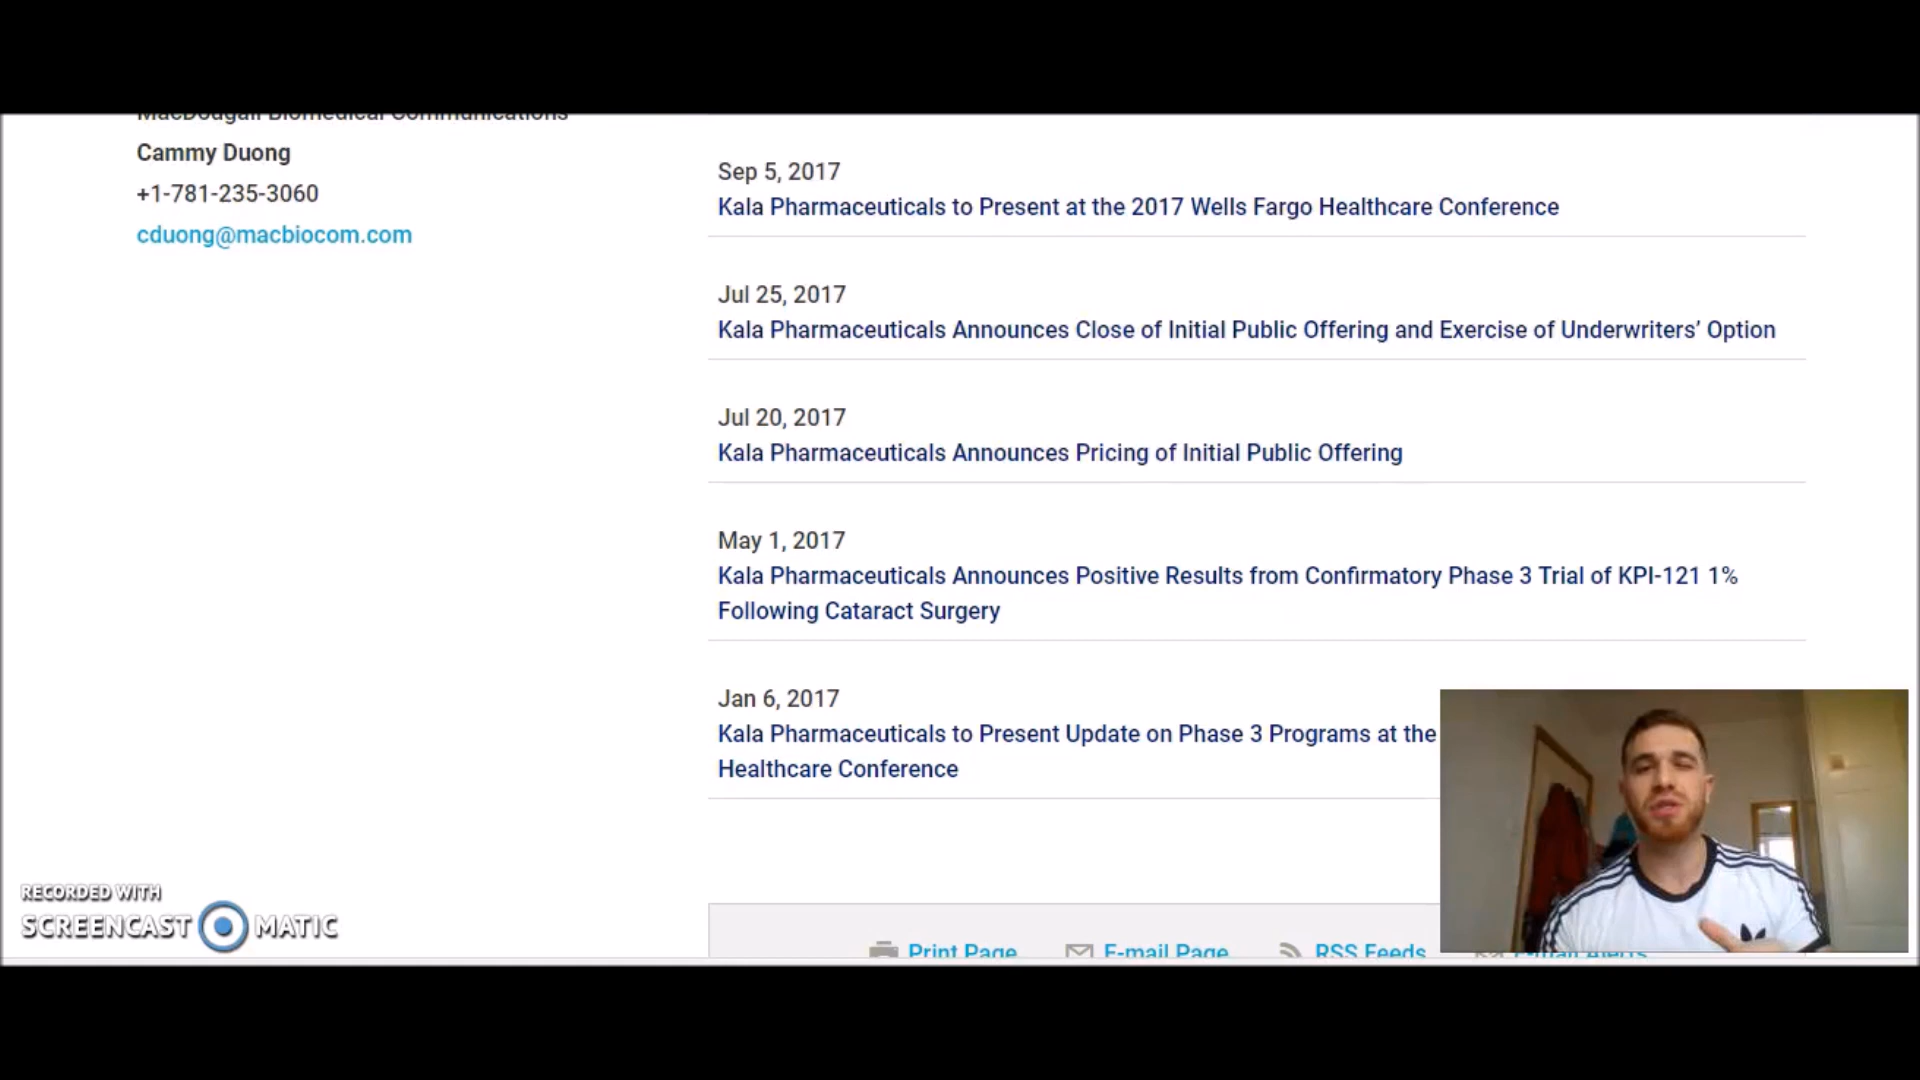 MacDougall Biomedical Communications
Cammy Duong
+1-781-235-3060
cduong@macbiocom.com
Sep 5, 2017
Kala Pharmaceuticals to Present at the 2017 Wells Fargo Healthcare Conference
Jul 25, 2017
Kala Pharmaceuticals Announces Close of Initial Public Offering and Exercise of Underwriters’ Option
Jul 20, 2017
Kala Pharmaceuticals Announces Pricing of Initial Public Offering
May 1, 2017
Kala Pharmaceuticals Announces Positive Results from Confirmatory Phase 3 Trial of KPI-121 1%
Following Cataract Surgery
Jan 6, 2017
Kala Pharmaceuticals to Present Update on Phase 3 Programs at the
Healthcare Conference
Print Page
E-mail Page
RSS Feeds
E-mail Alerts
RECORDED WITH
SCREENCAST MATIC